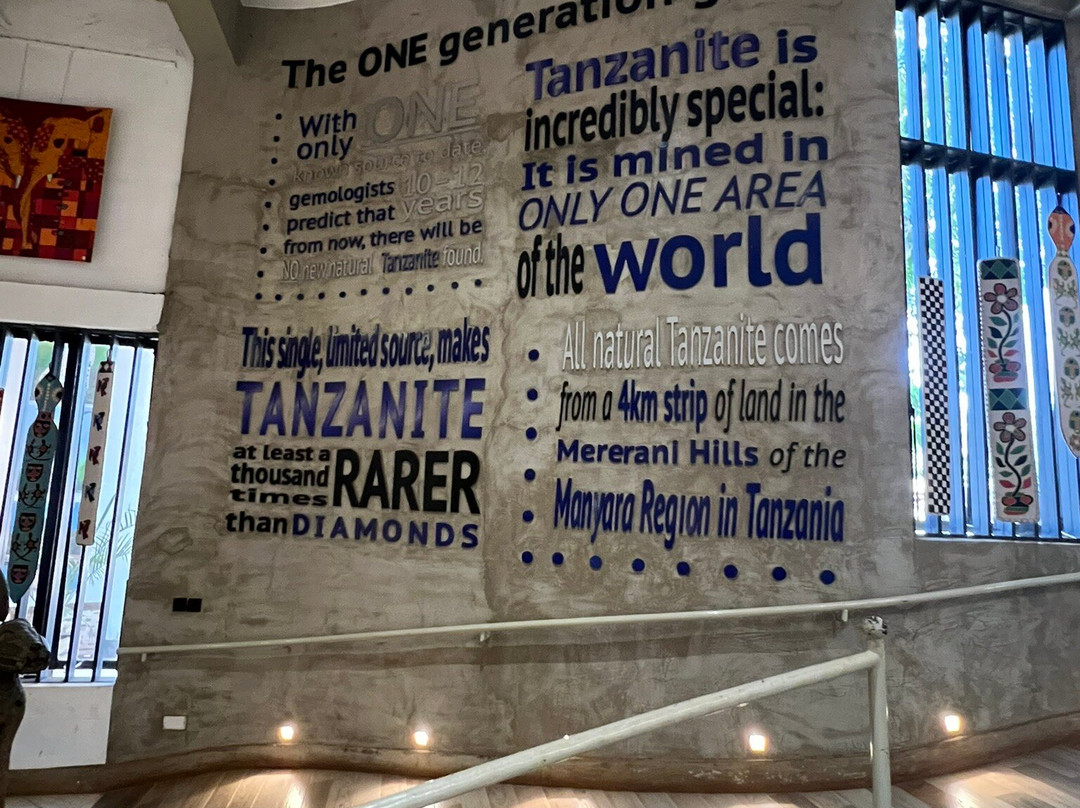 The ONE generation
With
only ONE
known source to date,
gemologists 10–12
predict that years
from now, there will be
NO new natural Tanzanite found.
This single, limited source, makes
TANZANITE
at least a
thousand
times RARER
than DIAMONDS
Tanzanite is
incredibly special:
It is mined in
ONLY ONE AREA
of the world
All natural Tanzanite comes
from a 4km strip of land in the
Mererani Hills of the
Manyara Region in Tanzania